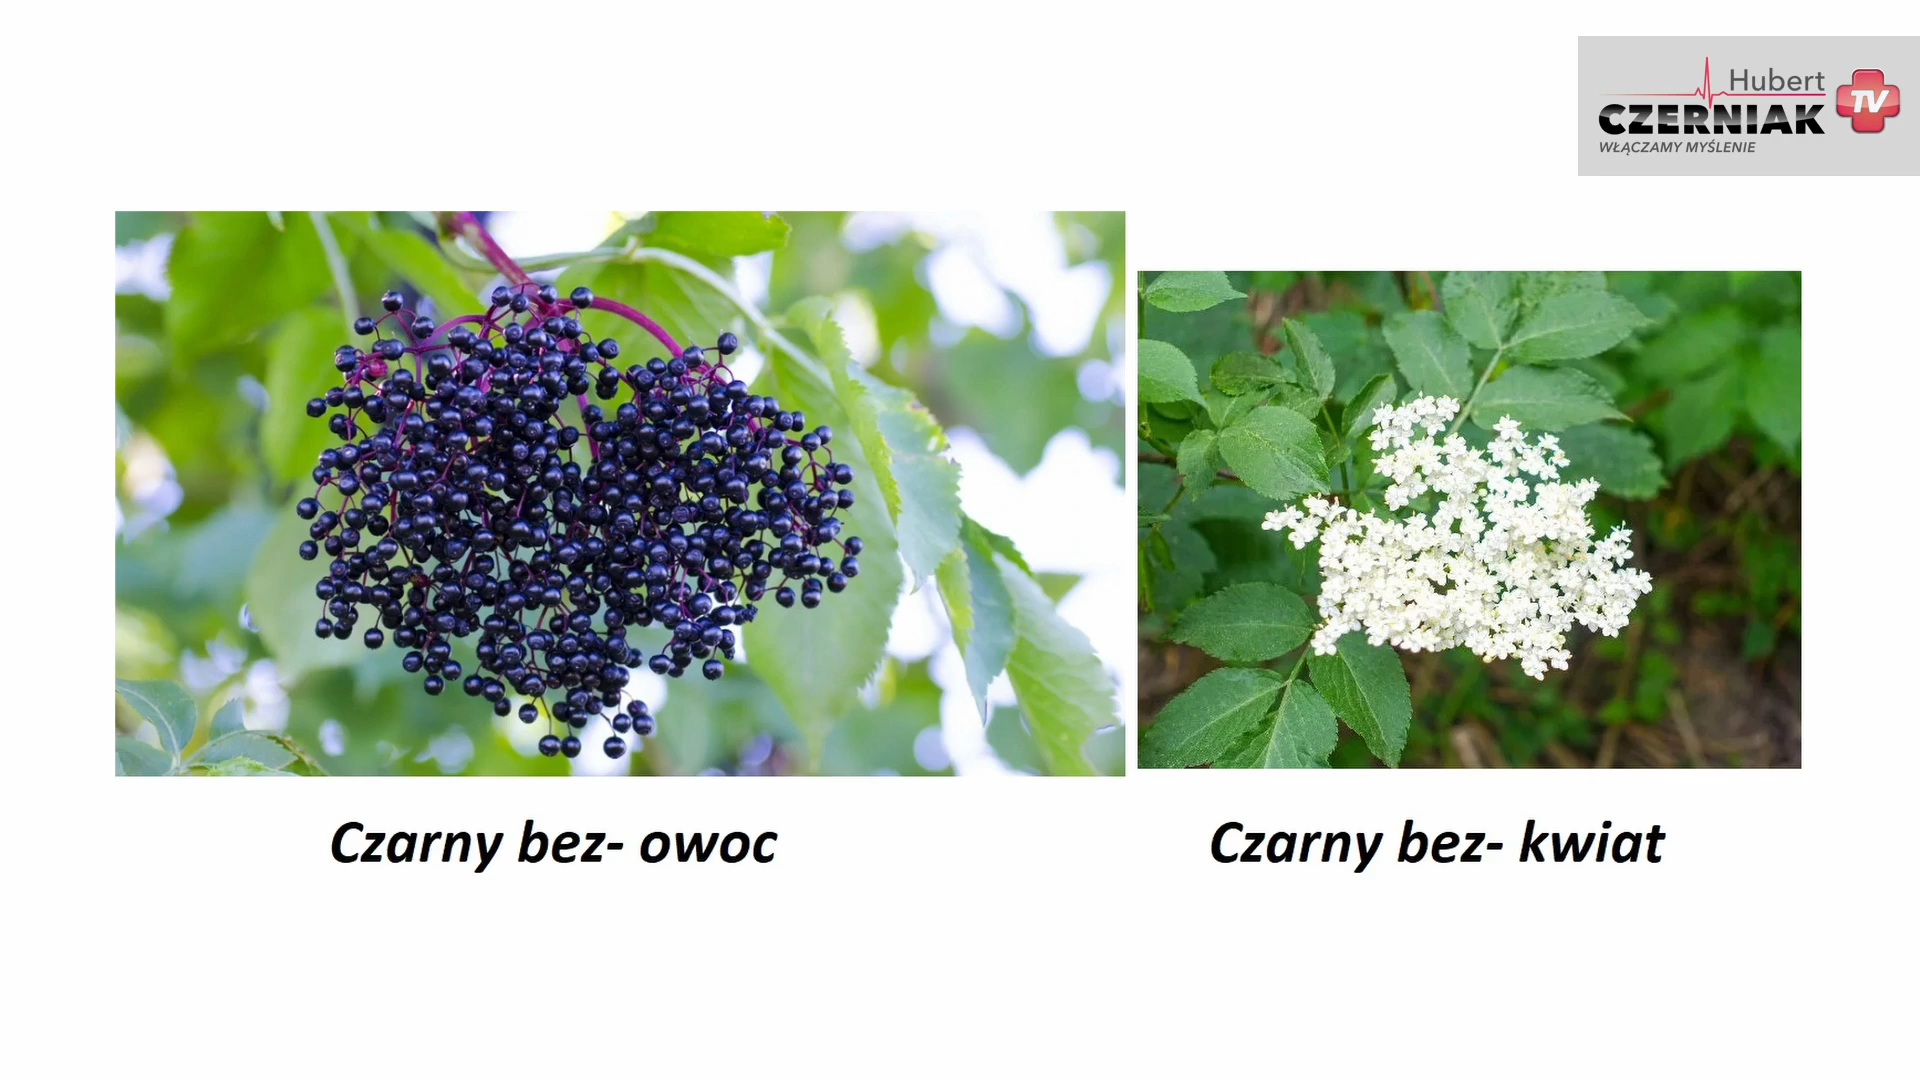 Hubert
CZERNIAK TV
WŁĄCZAMY MYŚLENIE
Czarny bez- owoc
Czarny bez- kwiat